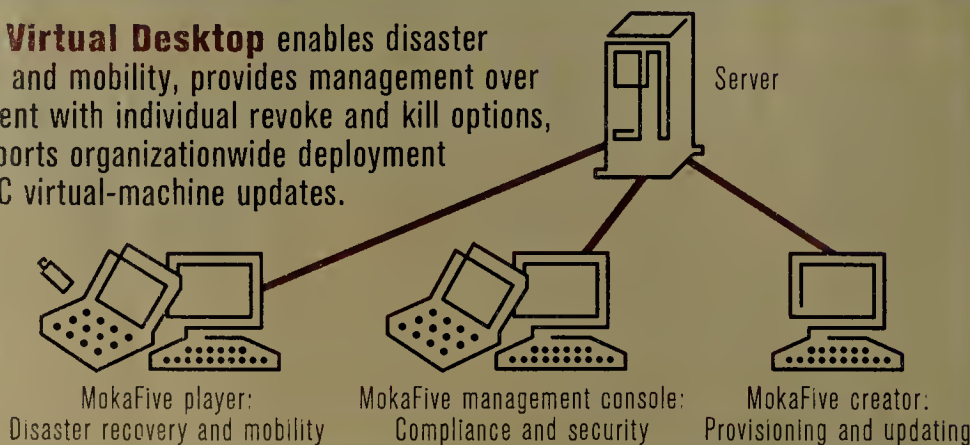 Virtual Desktop enables disaster
and mobility, provides management over
ent with individual revoke and kill options,
ports organizationwide deployment
C virtual-machine updates.
Server
MokaFive player:
Disaster recovery and mobility
MokaFive management console:
Compliance and security
MokaFive creator:
Provisioning and updating